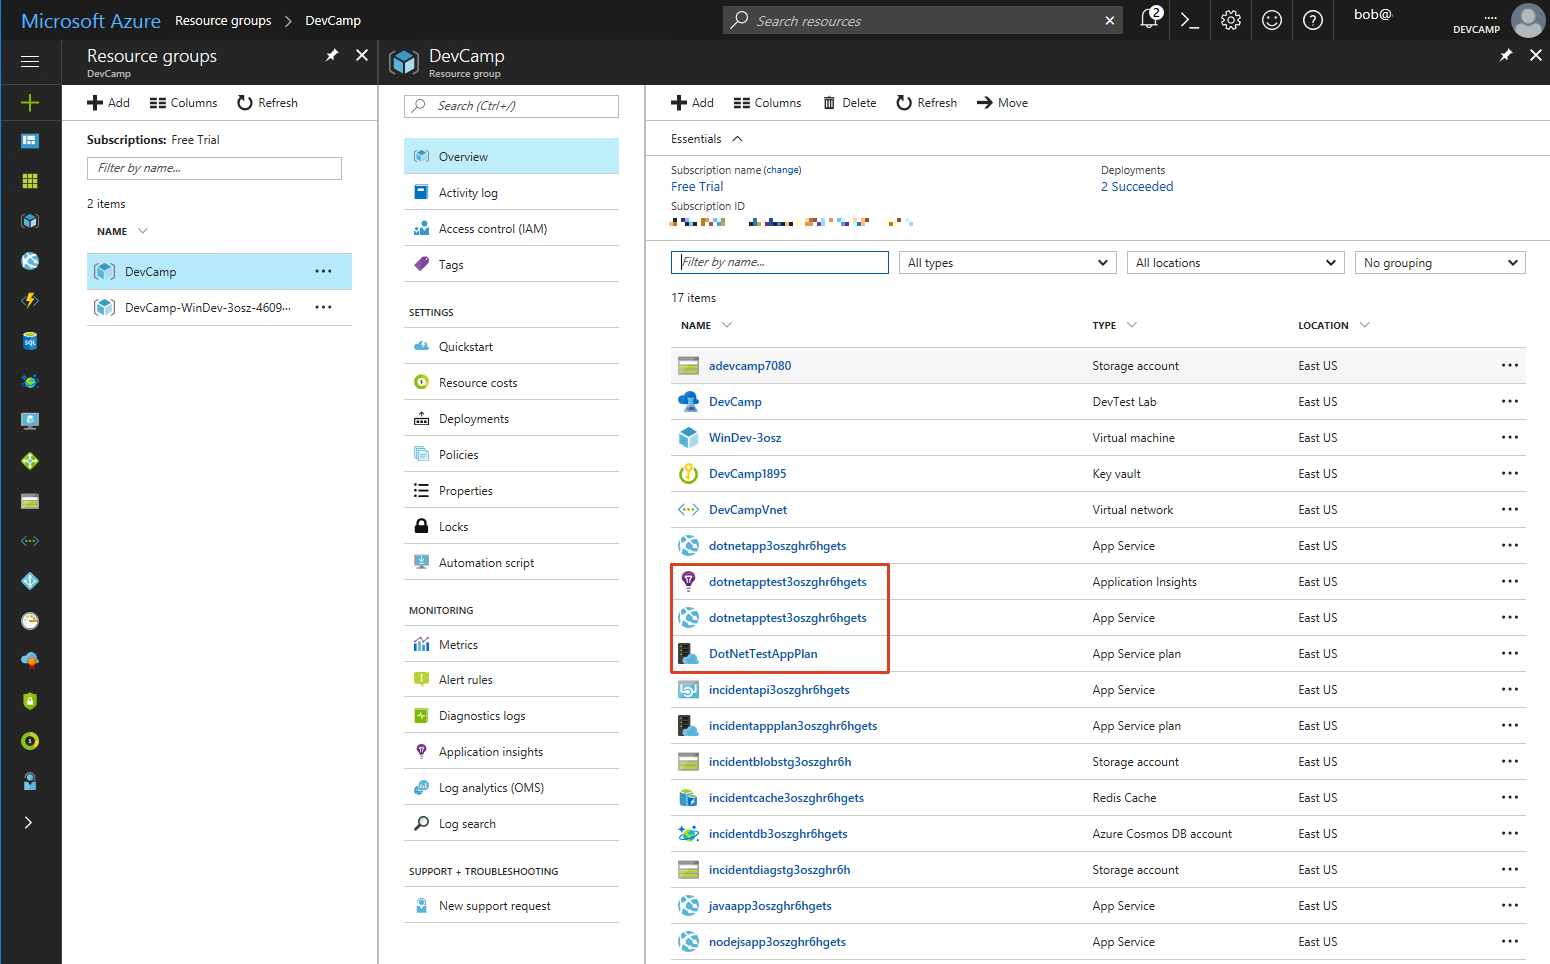 Microsoft Azure Resource groups > DevCamp
Search resources
2
bob@
....
DEVCAMP
Resource groups
DevCamp
Add Columns Refresh
Subscriptions: Free Trial
Filter by name...
2 items
NAME
DevCamp
DevCamp-WinDev-3osz-4609...
DevCamp
Resource group
Search (Ctrl+/)
Overview
Activity log
Access control (IAM)
Tags
SETTINGS
Quickstart
Resource costs
Deployments
Policies
Properties
Locks
Automation script
MONITORING
Metrics
Alert rules
Diagnostics logs
Application insights
Log analytics (OMS)
Log search
SUPPORT + TROUBLESHOOTING
New support request
Add Columns Delete Refresh Move
Essentials
Subscription name (change)
Free Trial
Subscription ID
Deployments
2 Succeeded
Filter by name... All types All locations No grouping
17 items
NAME TYPE LOCATION
adevcamp7080 Storage account East US
DevCamp DevTest Lab East US
WinDev-3osz Virtual machine East US
DevCamp1895 Key vault East US
DevCampVnet Virtual network East US
dotnetapp3oszghr6hgets App Service East US
dotnetapptest3oszghr6hgets Application Insights East US
dotnetapptest3oszghr6hgets App Service East US
DotNetTestAppPlan App Service plan East US
incidentapi3oszghr6hgets App Service East US
incidentappplan3oszghr6hgets App Service plan East US
incidentblobstg3oszghr6h Storage account East US
incidentcache3oszghr6hgets Redis Cache East US
incidentdb3oszghr6hgets Azure Cosmos DB account East US
incidentdiagstg3oszghr6h Storage account East US
javaapp3oszghr6hgets App Service East US
nodejsapp3oszghr6hgets App Service East US